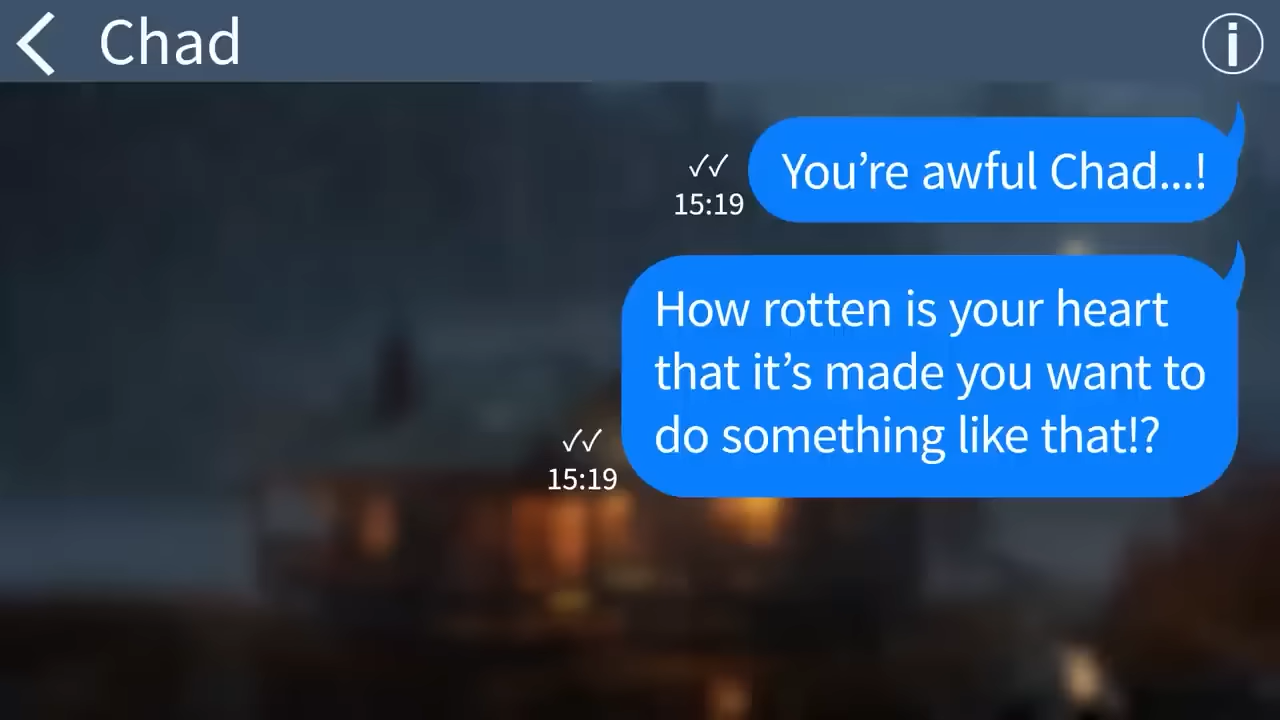 Chad
You’re awful Chad...!
15:19
How rotten is your heart
that it’s made you want to
do something like that!?
15:19